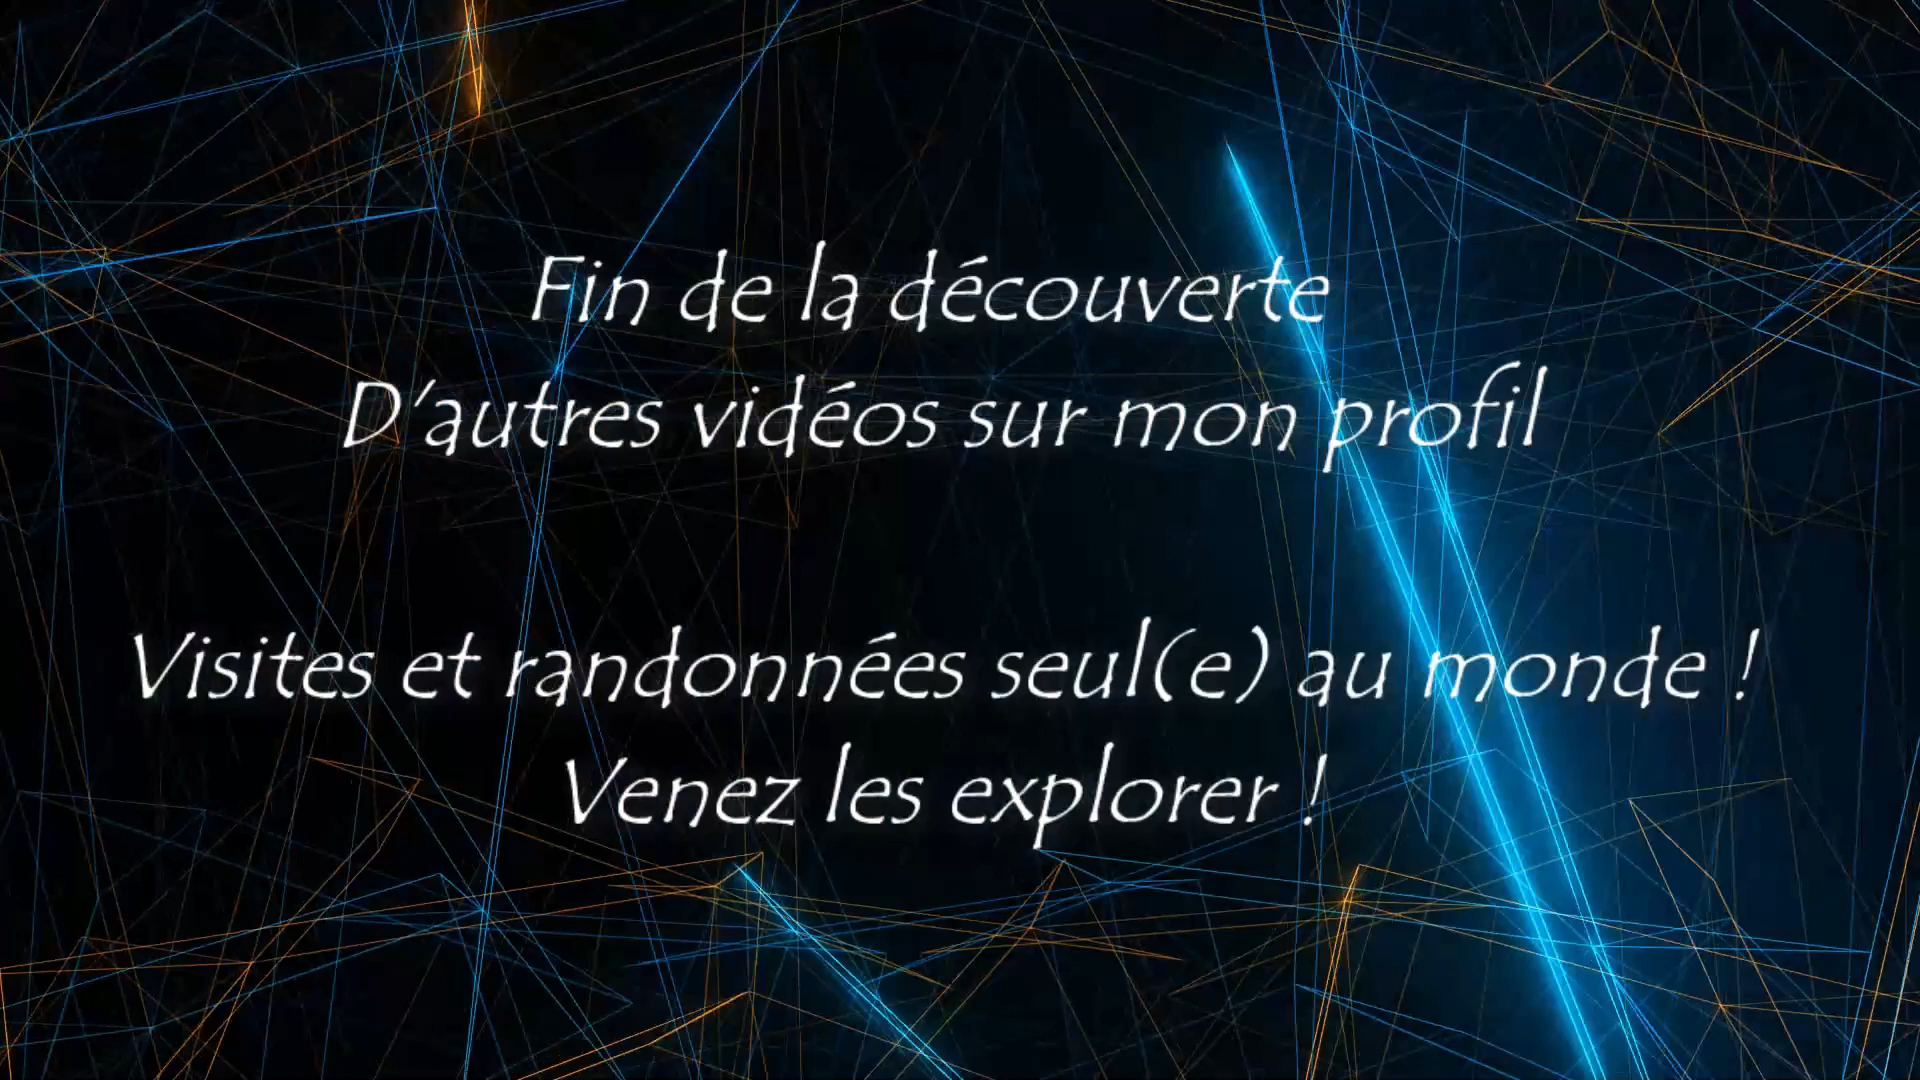 Fin de la découverte
D'autres vidéos sur mon profil
Visites et randonnées seul(e) au monde !
Venez les explorer !